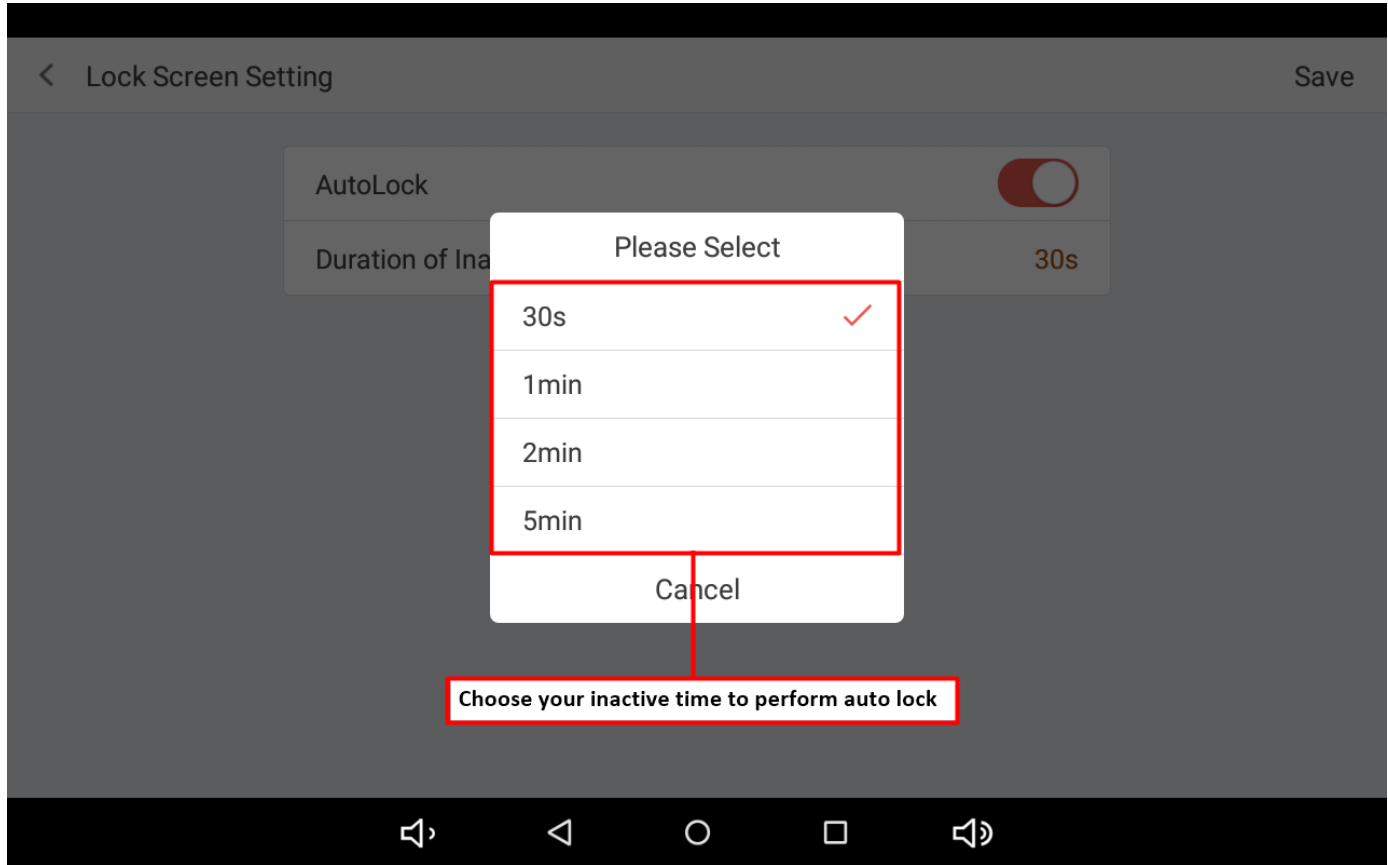 Lock Screen Setting
Save
AutoLock
Duration of Ina
30s
Please Select
30s
1min
2min
5min
Cancel
Choose your inactive time to perform auto lock